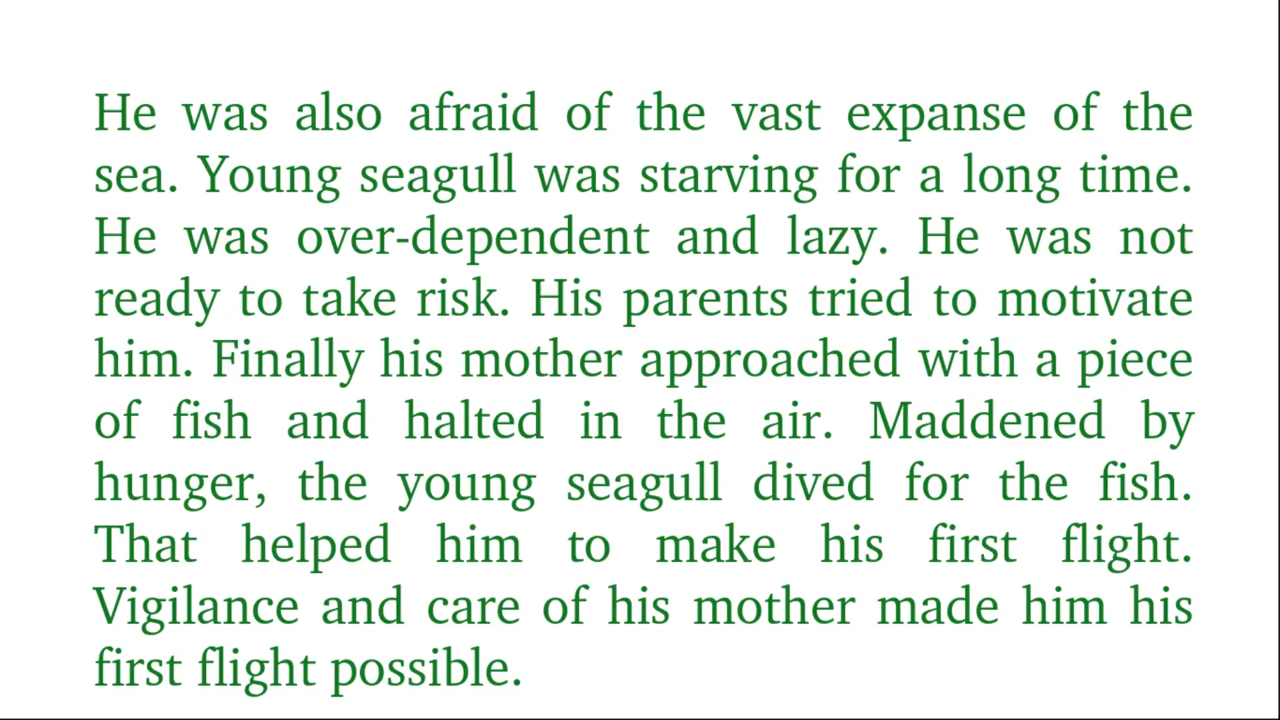 He was also afraid of the vast expanse of the
sea. Young seagull was starving for a long time.
He was over-dependent and lazy. He was not
ready to take risk. His parents tried to motivate
him. Finally his mother approached with a piece
of fish and halted in the air. Maddened by
hunger, the young seagull dived for the fish.
That helped him to make his first flight.
Vigilance and care of his mother made him his
first flight possible.